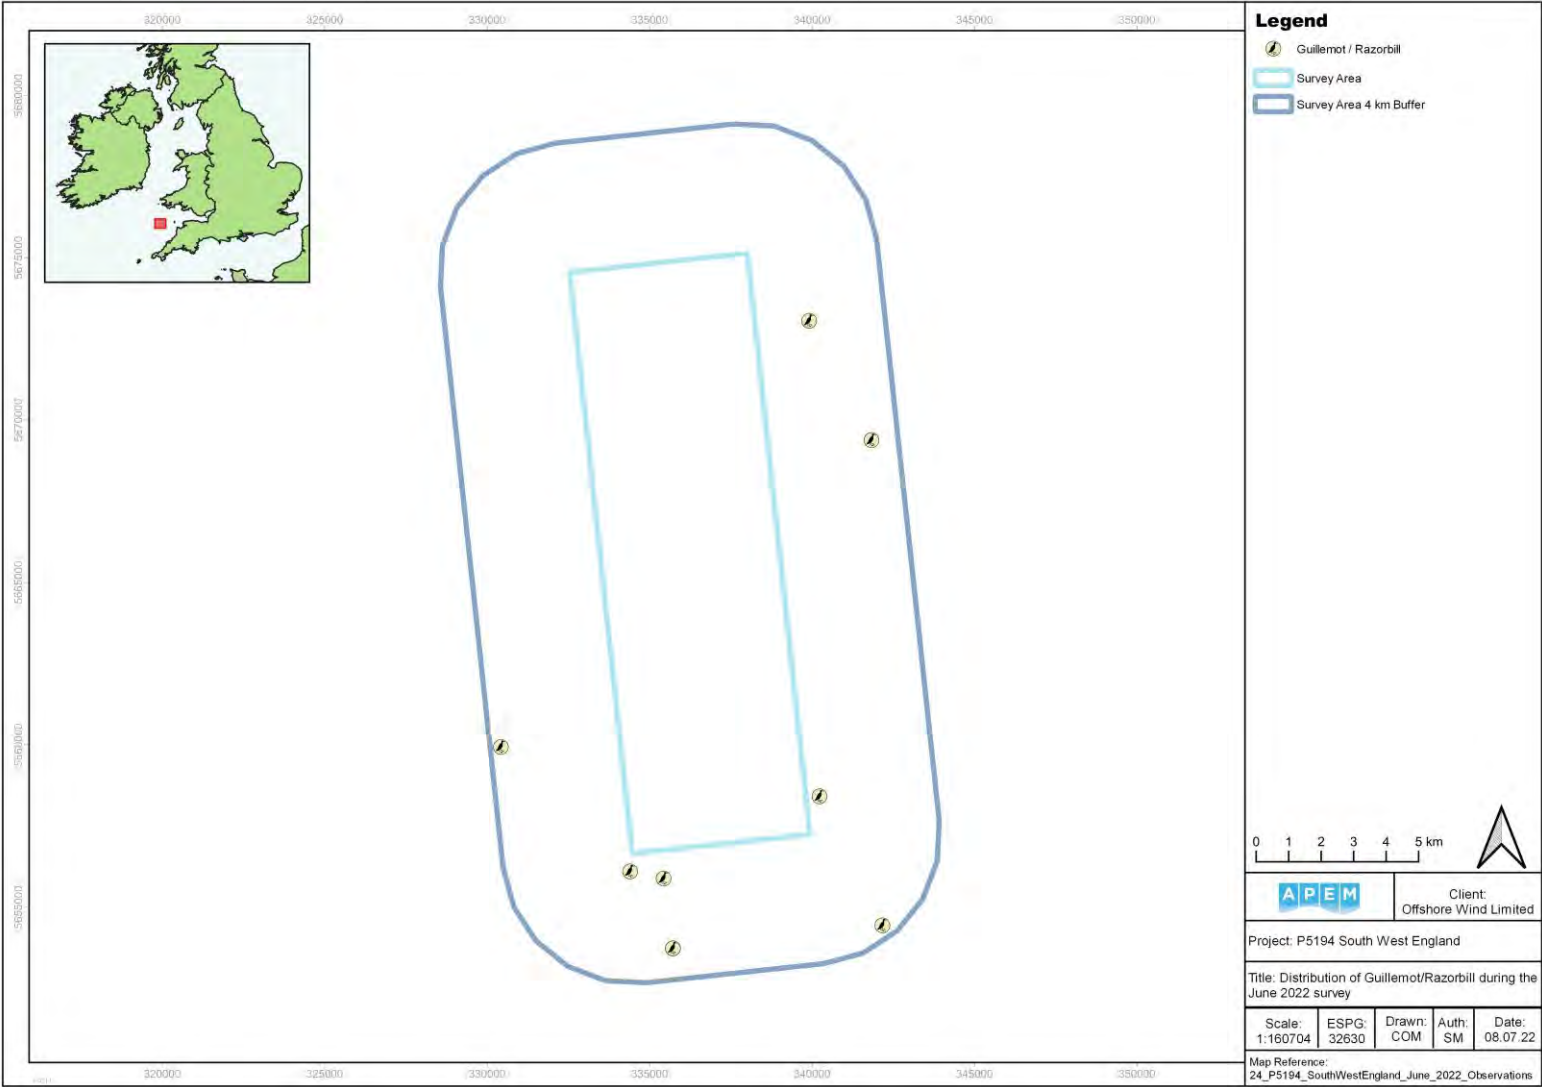 320000 325000 330000 335000 340000 345000 350000
5680000
5675000
5670000
5665000
5660000
5655000
320000 325000 330000 335000 340000 345000 350000
Legend
Guillemot / Razorbill
Survey Area
Survey Area 4 km Buffer
0 1 2 3 4 5 km
APEM
Client:
Offshore Wind Limited
Project: P5194 South West England
Title: Distribution of Guillemot/Razorbill during the
June 2022 survey
Scale:
1:160704
ESPG:
32630
Drawn:
COM
Auth:
SM
Date:
08.07.22
Map Reference:
24_P5194_SouthWestEngland_June_2022_Observations